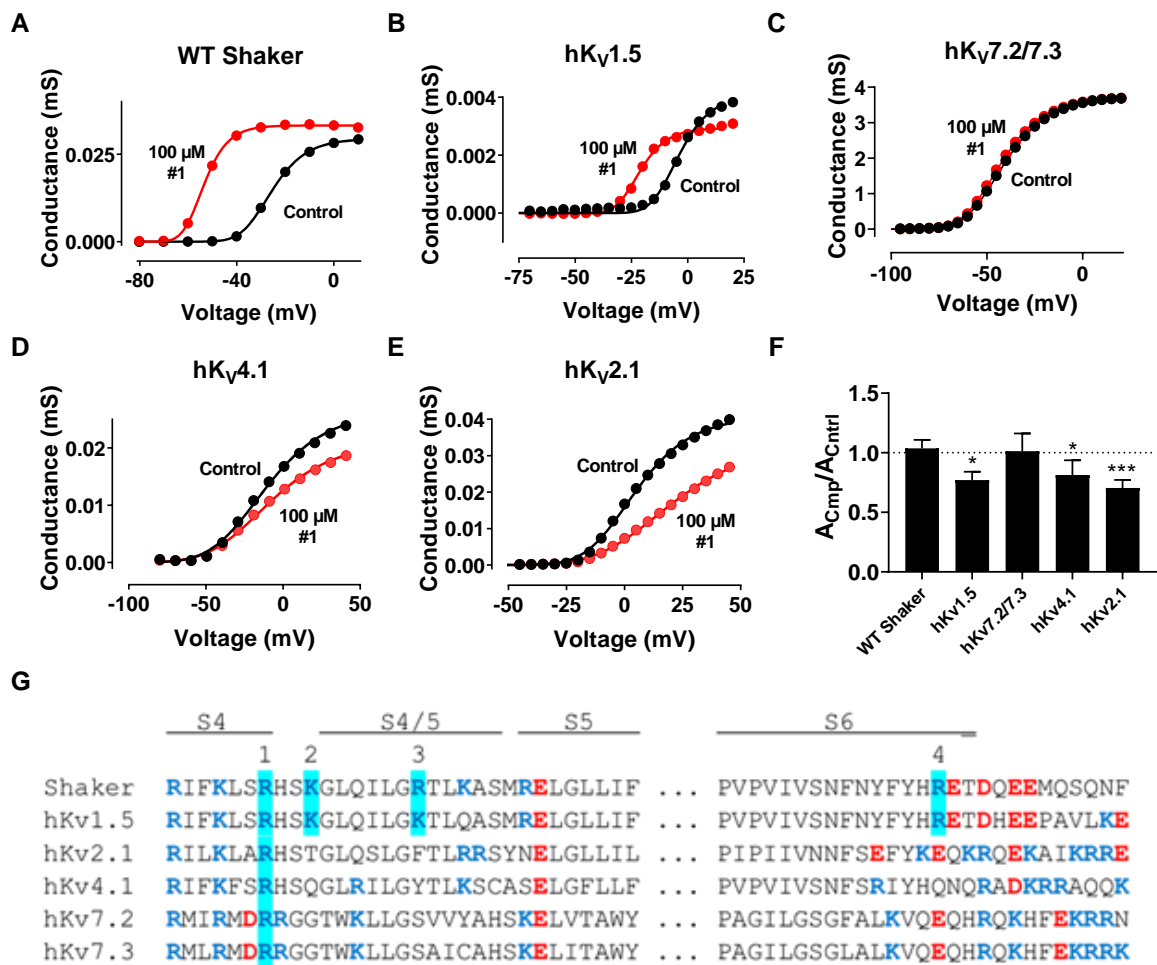 A
WT Shaker
Conductance (mS)
0.025
0.000
100 µM
#1
Control
-80
-40
0
Voltage (mV)
B
hKV1.5
Conductance (mS)
0.004
0.002
0.000
100 µM
#1
Control
-75
-50
-25
0
25
Voltage (mV)
C
hKV7.2/7.3
Conductance (mS)
4
3
2
1
0
100 µM
#1
Control
-100
-50
0
Voltage (mV)
D
hKV4.1
Conductance (mS)
0.02
0.01
0.00
Control
100 µM
#1
-100
-50
0
50
Voltage (mV)
E
hKV2.1
Conductance (mS)
0.04
0.03
0.02
0.01
0.00
Control
100 µM
#1
-50
-25
0
25
50
Voltage (mV)
F
ACmp/ACntrl
1.5
1.0
0.5
0.0
*
*
***
WT Shaker
hKv1.5
hKv7.2/7.3
hKv4.1
hKv2.1
G
S4 S4/5 S5 S6
1 2 3 4
Shaker RIFKLSRHSKGLQILGRTLKASMRELGLLIF ... PVPVIVSNFNYFYHRETDQEEMQSQNF
hKv1.5 RIFKLSRHSKGLQILGKTLQASMRELGLLIF ... PVPVIVSNFNYFYHRETDHEEPAVLKE
hKv2.1 RILKLARHSTGLQSLGFTLRRSYNELGLLIL ... PIPIIVNNFSEFYKEQKRQEKAIKRRE
hKv4.1 RIFKFSRHSQGLRILGYTLKSCASELGFLLF ... PVPVIVSNFSRIYHQNQRADKRRAQQK
hKv7.2 RMIRMDRRGGTWKLLGSVVYAHSKELVTAWY ... PAGILGSGFALKVQEQHRQKHFEKRRN
hKv7.3 RMLRMDRRGGTWKLLGSAICAHSKELITAWY ... PAGILGSGLALKVQEQHRQKHFEKRRK